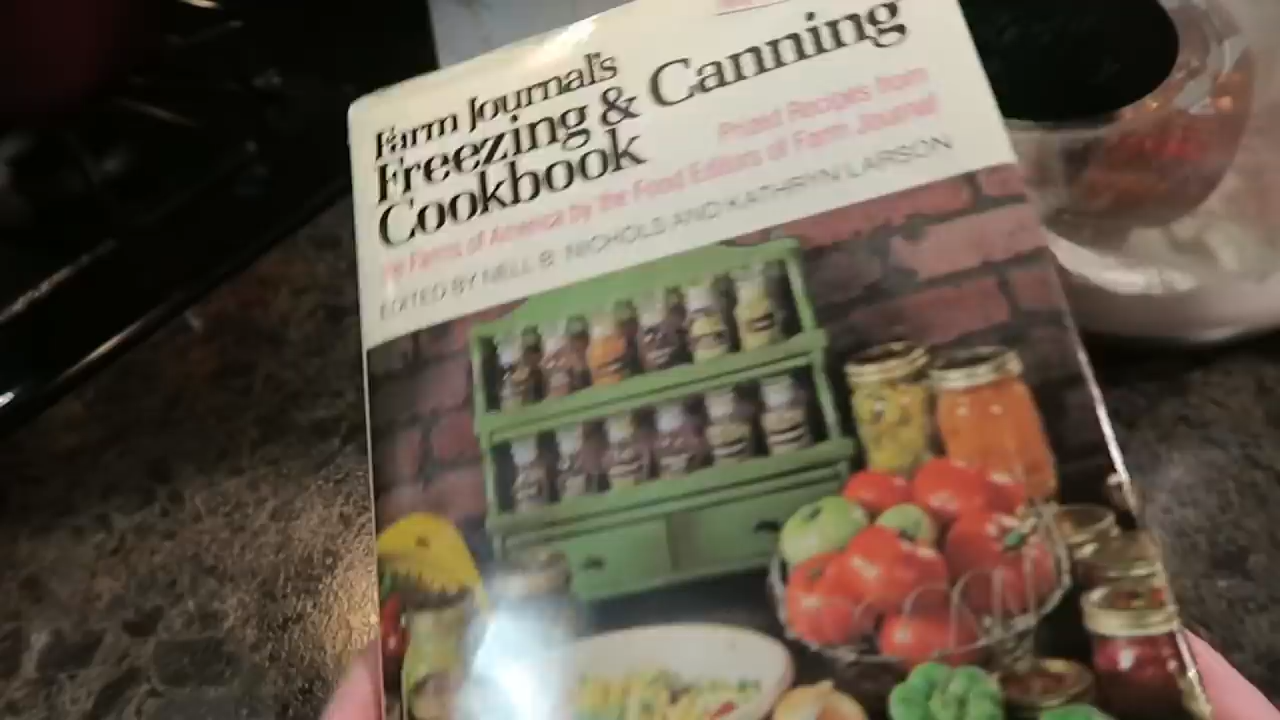 Farm Journal's
Freezing & Canning
Cookbook
Prized Recipes from
the Farms of America by the Food Editors of Farm Journal
EDITED BY NELL B. NICHOLS AND KATHRYN LARSON